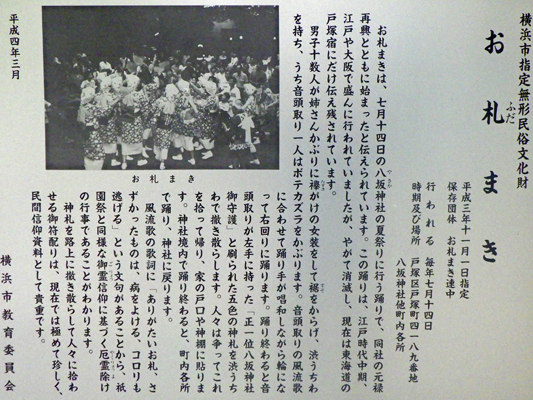 横浜市指定無形民俗文化財
お札まき
ふだ
平成三年十一月一日指定
保存団体　お札まき連中
行われる　毎年七月十四日
時期及び場所　戸塚区戸塚町四一八九番地
八坂神社他町内各所
お札まきは、七月十四日の八坂神社の夏祭りに行う踊りで、同社の元禄
再興とともに始まったと伝えられています。この踊りは、江戸時代中期、
江戸や大阪で盛んに行われていましたが、やがて消滅し、現在は東海道の
戸塚宿にだけ伝え残されています。
男子十数人が姉さんかぶりに襷がけの女装をして裾をからげ、渋うちわ
を持ち、うち音頭取り一人はボテカズラをかぶります。音頭取りの風流歌
に合わせて踊り手が唱和しながら輪にな
って右回りに踊ります。踊り終わると音
頭取りが左手に持った「正一位八坂神社
御守護」と刷られた五色の神札を渋うち
わで撒き散らします。人々は争ってこれ
を拾って帰り、家の戸口や神棚に貼りま
す。神社境内で踊り終わると、町内各所
で踊り、神社に戻ります。
風流歌の歌詞に「ありがたいお札、さ
ずかったものは、病をよける、コロリも
逃げる」という文句があることから、祇
園祭と同様な御霊信仰に基づく厄霊除け
の行事であることがわかります。
神札を路上に撒き散らして人々に拾わ
せる御符配りは、現在では極めて珍しく、
民間信仰資料として貴重です。
お札まき
平成四年三月
横浜市教育委員会